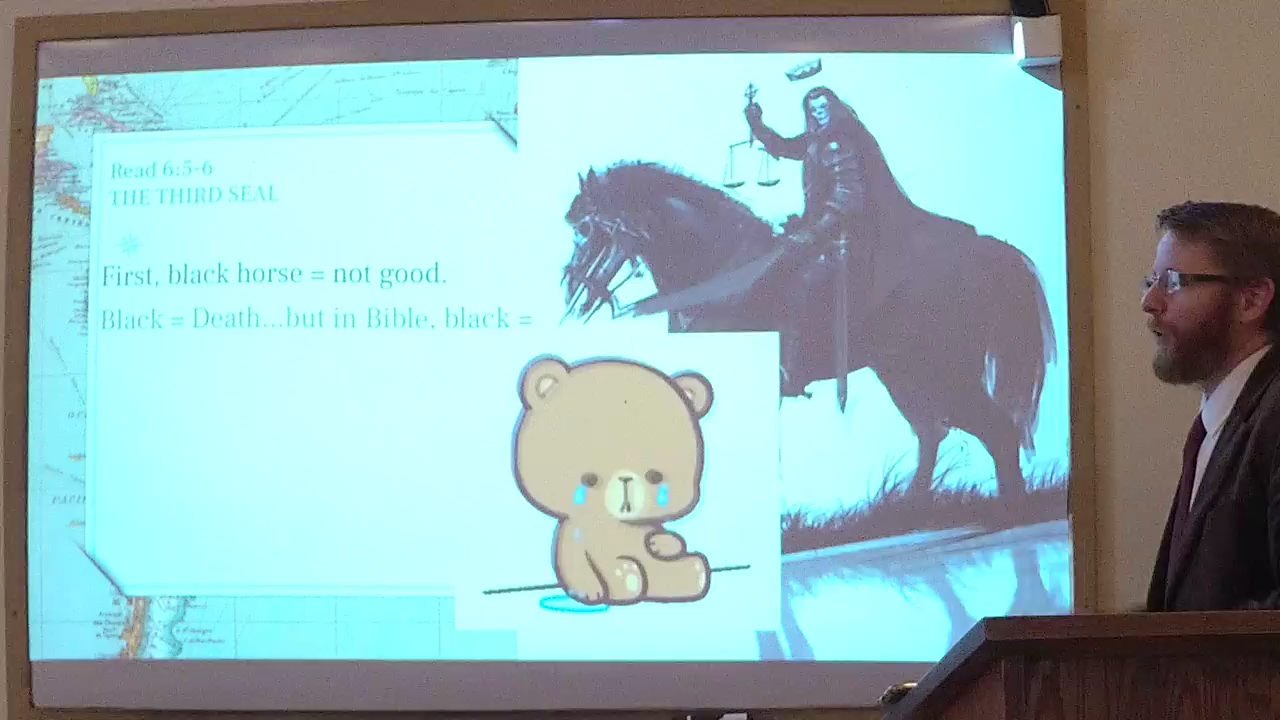 Read 6:5-6
THE THIRD SEAL
First, black horse = not good.
Black = Death...but in Bible, black =